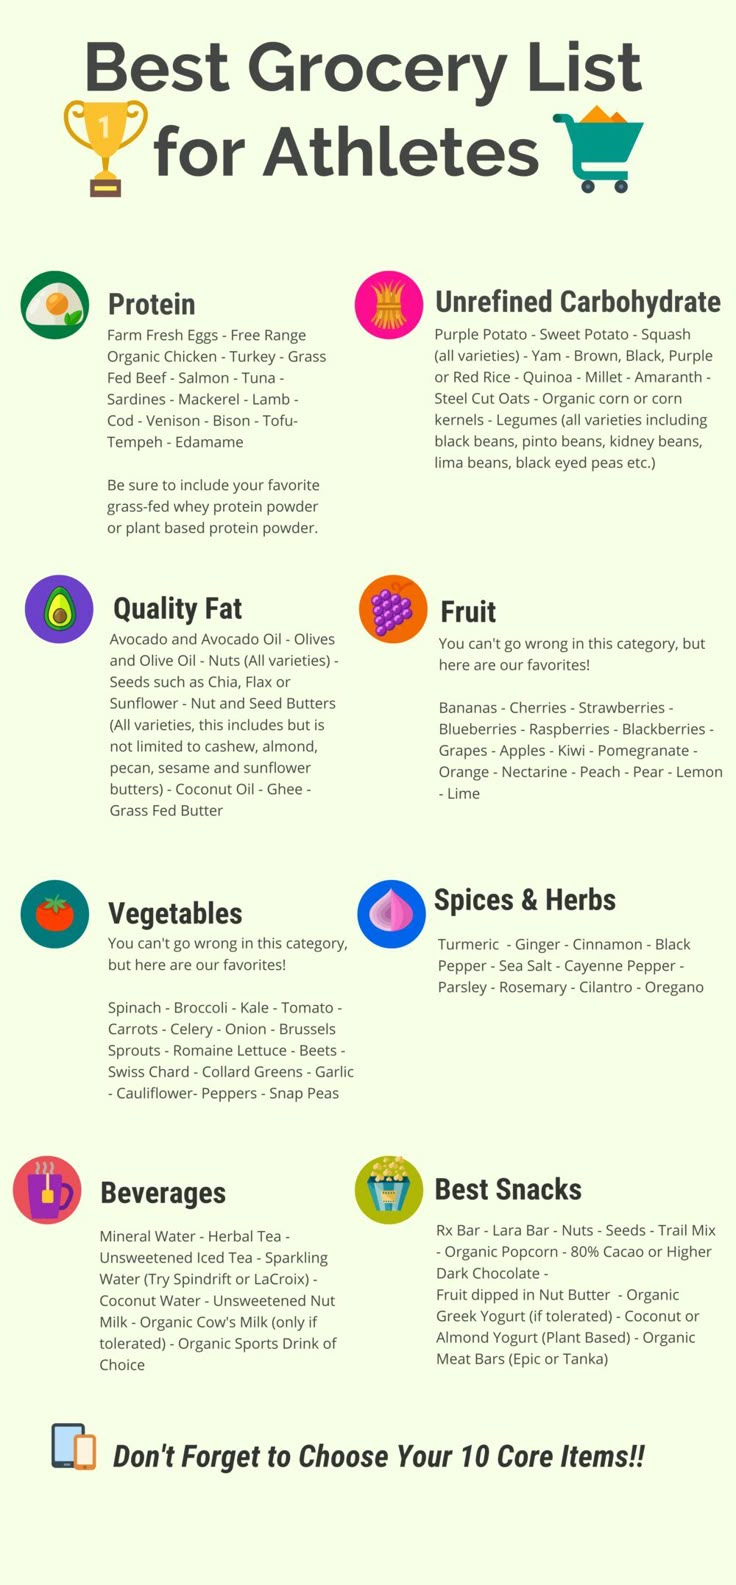 Best Grocery List
for Athletes
1
Protein
Farm Fresh Eggs - Free Range
Organic Chicken - Turkey - Grass
Fed Beef - Salmon - Tuna -
Sardines - Mackerel - Lamb -
Cod - Venison - Bison - Tofu-
Tempeh - Edamame
Be sure to include your favorite
grass-fed whey protein powder
or plant based protein powder.
Unrefined Carbohydrate
Purple Potato - Sweet Potato - Squash
(all varieties) - Yam - Brown, Black, Purple
or Red Rice - Quinoa - Millet - Amaranth -
Steel Cut Oats - Organic corn or corn
kernels - Legumes (all varieties including
black beans, pinto beans, kidney beans,
lima beans, black eyed peas etc.)
Quality Fat
Avocado and Avocado Oil - Olives
and Olive Oil - Nuts (All varieties) -
Seeds such as Chia, Flax or
Sunflower - Nut and Seed Butters
(All varieties, this includes but is
not limited to cashew, almond,
pecan, sesame and sunflower
butters) - Coconut Oil - Ghee -
Grass Fed Butter
Fruit
You can't go wrong in this category, but
here are our favorites!
Bananas - Cherries - Strawberries -
Blueberries - Raspberries - Blackberries -
Grapes - Apples - Kiwi - Pomegranate -
Orange - Nectarine - Peach - Pear - Lemon
- Lime
Vegetables
You can't go wrong in this category,
but here are our favorites!
Spinach - Broccoli - Kale - Tomato -
Carrots - Celery - Onion - Brussels
Sprouts - Romaine Lettuce - Beets -
Swiss Chard - Collard Greens - Garlic
- Cauliflower- Peppers - Snap Peas
Spices & Herbs
Turmeric - Ginger - Cinnamon - Black
Pepper - Sea Salt - Cayenne Pepper -
Parsley - Rosemary - Cilantro - Oregano
Beverages
Mineral Water - Herbal Tea -
Unsweetened Iced Tea - Sparkling
Water (Try Spindrift or LaCroix) -
Coconut Water - Unsweetened Nut
Milk - Organic Cow's Milk (only if
tolerated) - Organic Sports Drink of
Choice
Best Snacks
Rx Bar - Lara Bar - Nuts - Seeds - Trail Mix
- Organic Popcorn - 80% Cacao or Higher
Dark Chocolate -
Fruit dipped in Nut Butter - Organic
Greek Yogurt (if tolerated) - Coconut or
Almond Yogurt (Plant Based) - Organic
Meat Bars (Epic or Tanka)
Don't Forget to Choose Your 10 Core Items!!